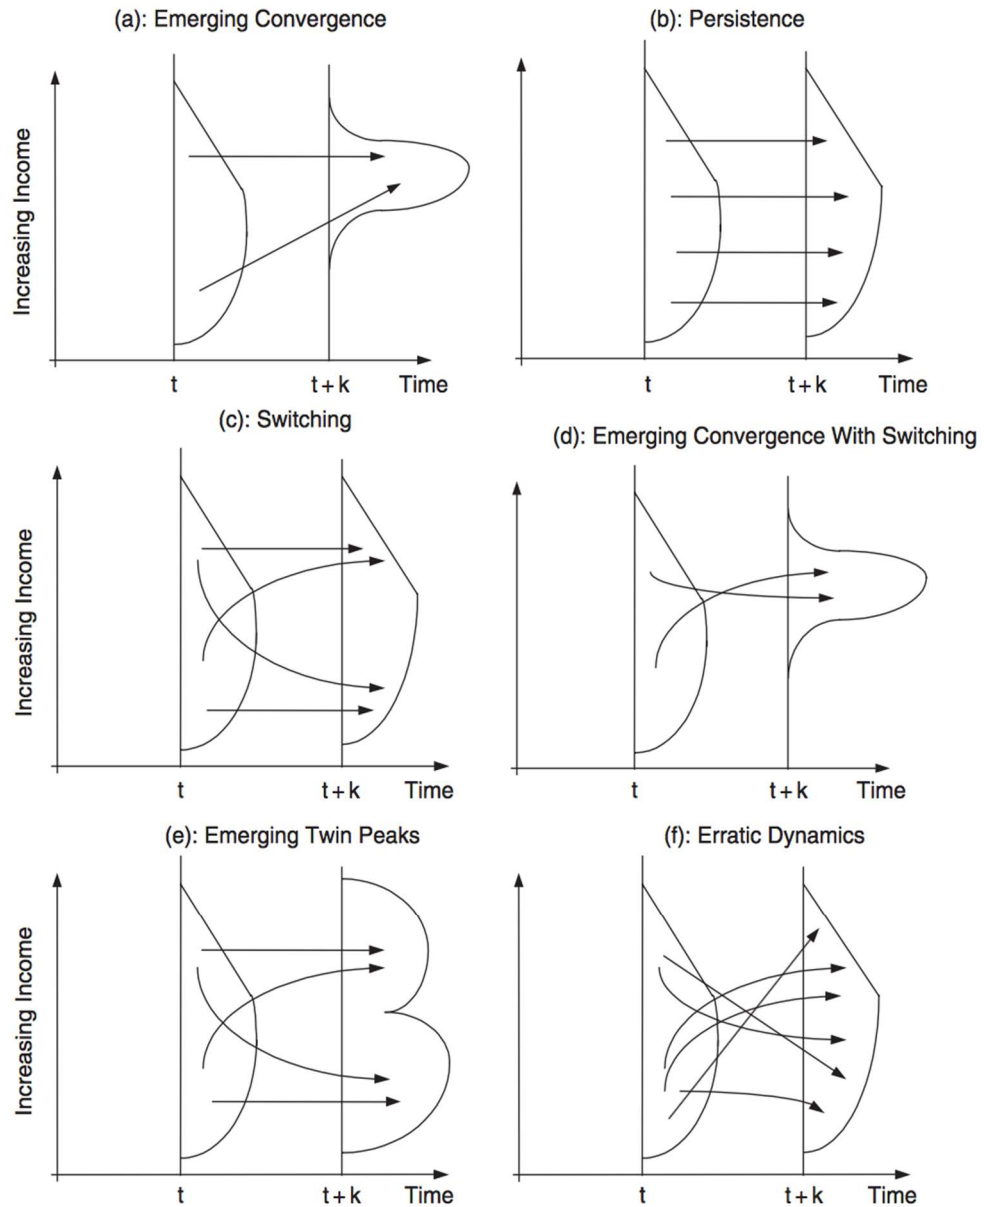 (a): Emerging Convergence
(b): Persistence
Increasing Income
t
t + k
Time
t
t + k
Time
(c): Switching
(d): Emerging Convergence With Switching
Increasing Income
t
t + k
Time
t
t + k
Time
(e): Emerging Twin Peaks
(f): Erratic Dynamics
Increasing Income
t
t + k
Time
t
t + k
Time